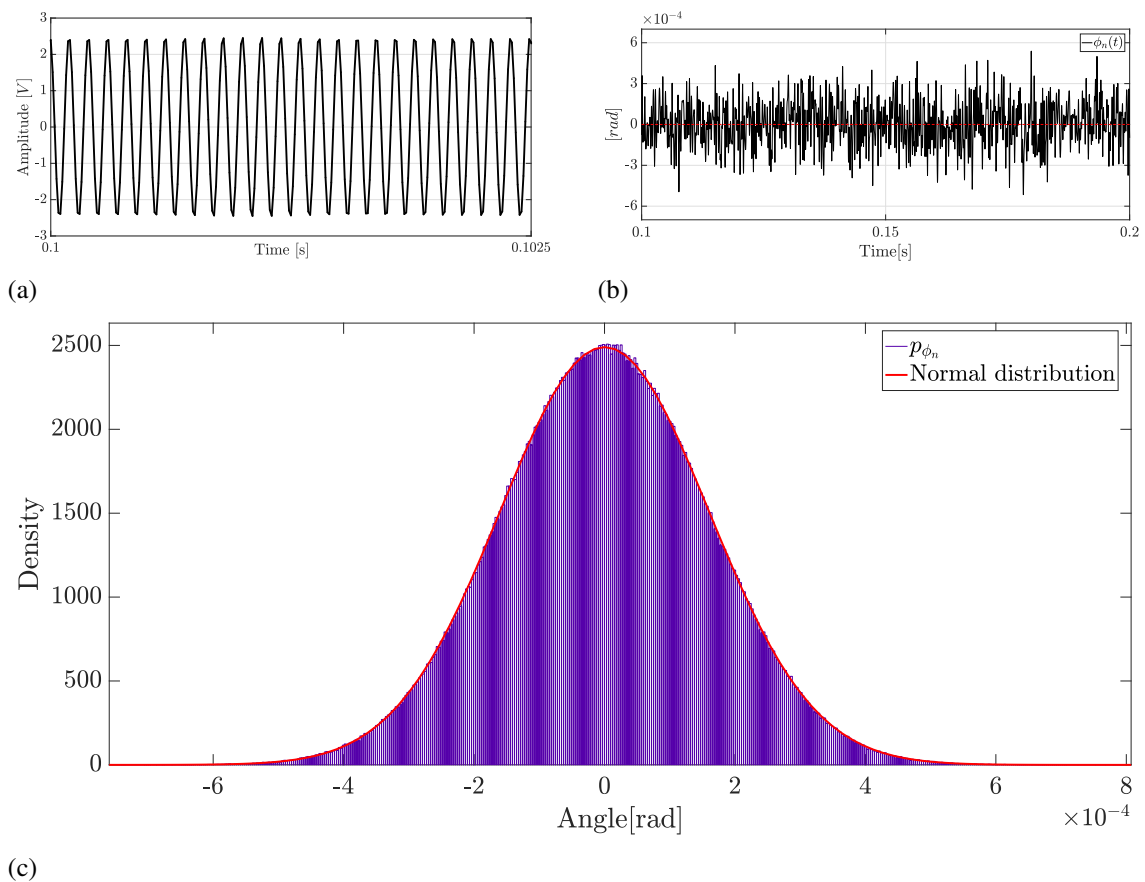 3
2
1
0
-1
-2
-3
Amplitude [V]
0.1
0.1025
Time [s]
(a)
×10⁻⁴
6
3
0
-3
-6
[rad]
ϕₙ(t)
0.1
0.15
0.2
Time[s]
(b)
2500
2000
1500
1000
500
0
Density
p_ϕₙ
Normal distribution
-6
-4
-2
0
2
4
6
8
×10⁻⁴
Angle[rad]
(c)